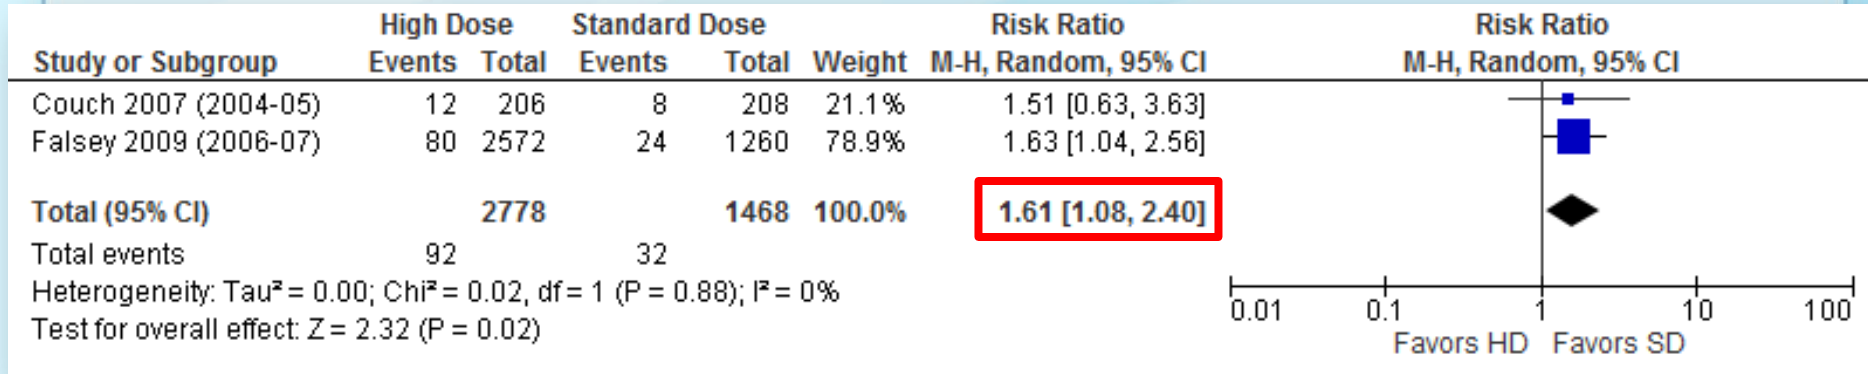 High Dose Standard Dose Risk Ratio Risk Ratio
Study or Subgroup Events Total Events Total Weight M-H, Random, 95% CI M-H, Random, 95% CI
Couch 2007 (2004-05) 12 206 8 208 21.1% 1.51 [0.63, 3.63]
Falsey 2009 (2006-07) 80 2572 24 1260 78.9% 1.63 [1.04, 2.56]
Total (95% CI) 2778 1468 100.0% 1.61 [1.08, 2.40]
Total events 92 32
Heterogeneity: Tau² = 0.00; Chi² = 0.02, df = 1 (P = 0.88); I² = 0%
Test for overall effect: Z = 2.32 (P = 0.02)
0.01 0.1 1 10 100
Favors HD Favors SD